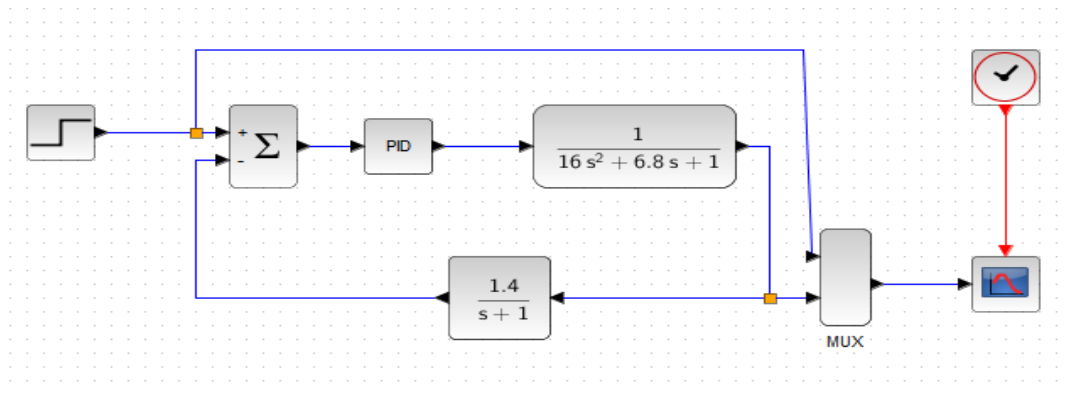 +
-
Σ
PID
1
16 s² + 6.8 s + 1
1.4
s + 1
MUX